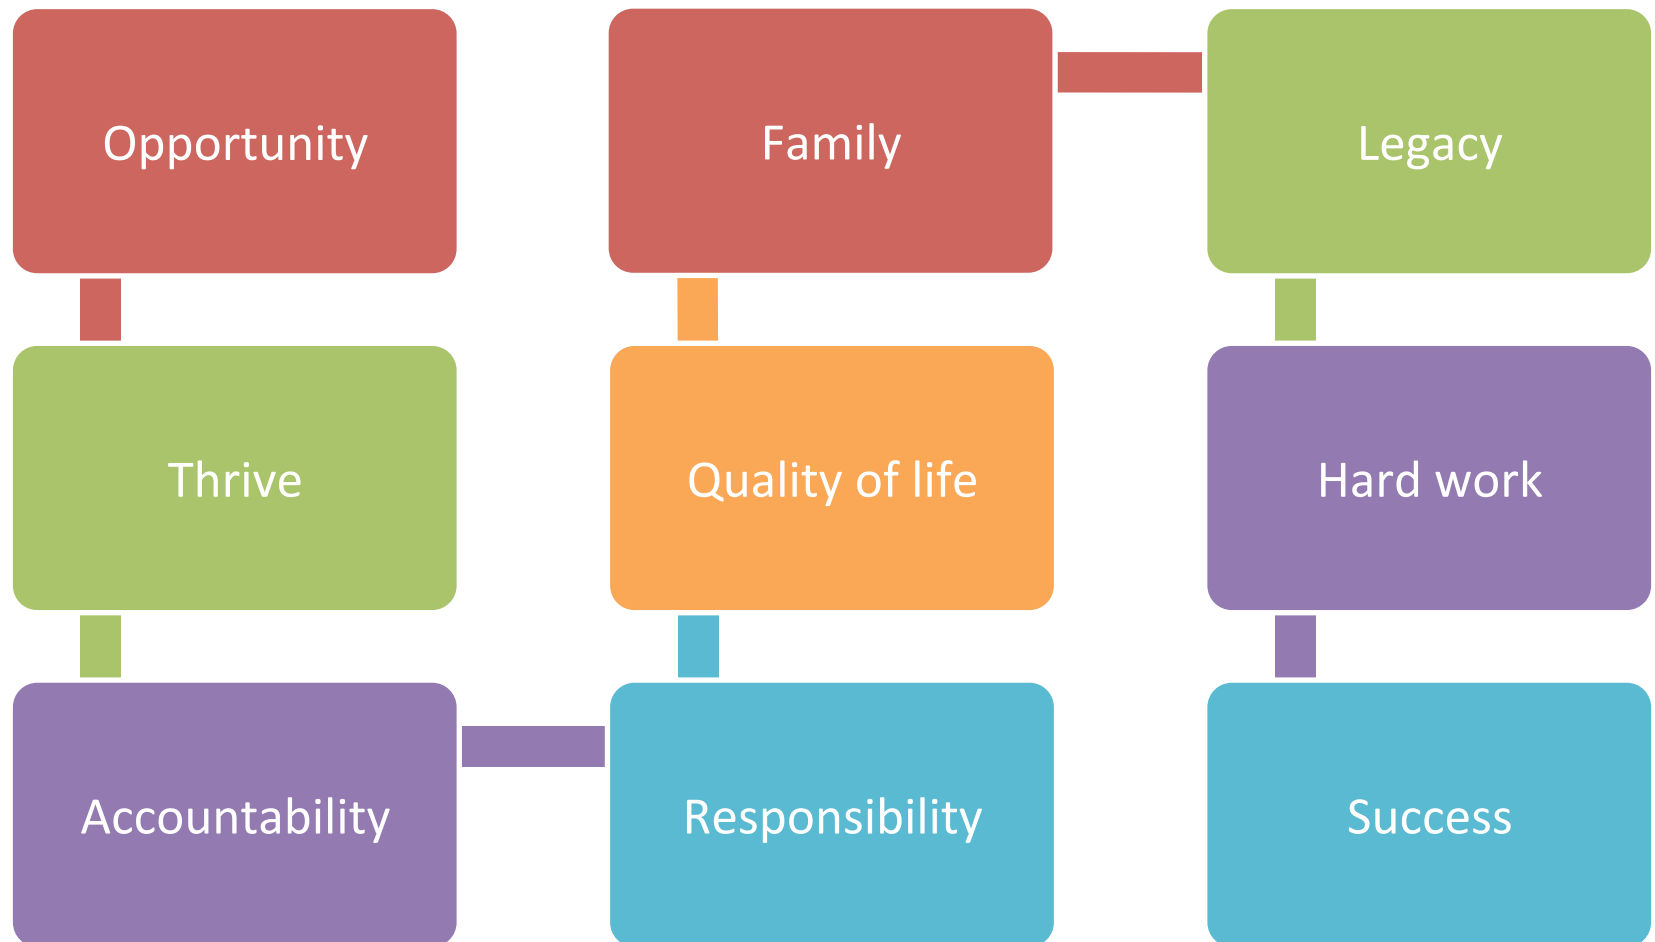 Opportunity
Thrive
Accountability
Responsibility
Quality of life
Family
Legacy
Hard work
Success